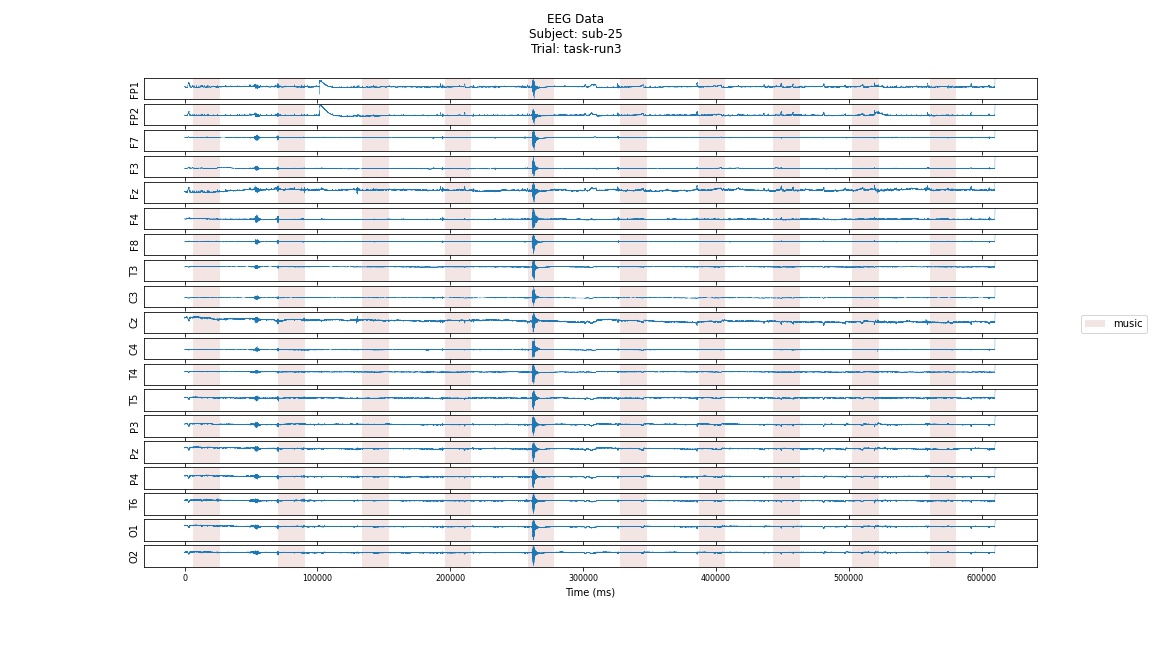 EEG Data
Subject: sub-25
Trial: task-run3
FP1
FP2
F7
F3
Fz
F4
F8
T3
C3
Cz
C4
T4
T5
P3
Pz
P4
T6
O1
O2
music
0 100000 200000 300000 400000 500000 600000
Time (ms)